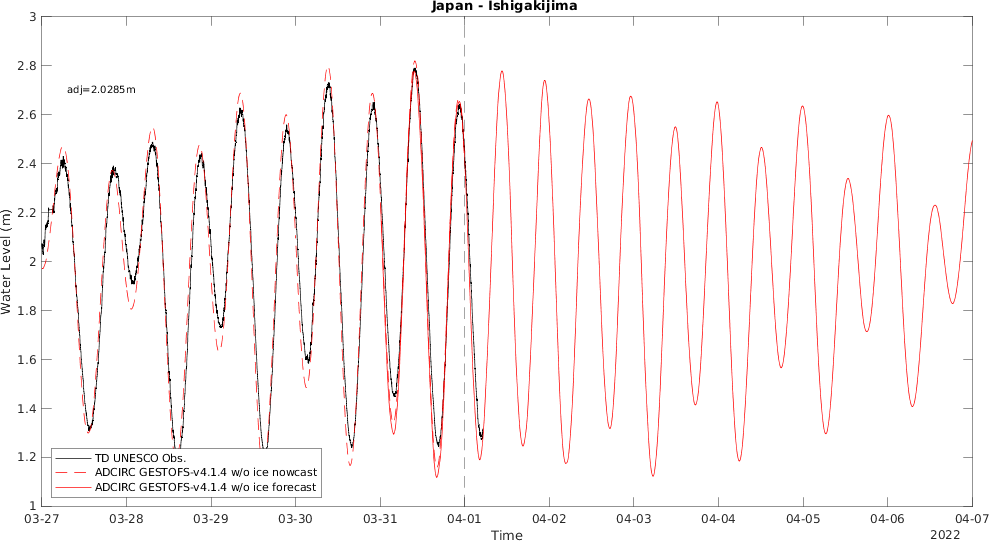 Japan - Ishigakijima
3
2.8
2.6
2.4
2.2
2
1.8
1.6
1.4
1.2
1
Water Level (m)
adj=2.0285m
TD UNESCO Obs.
ADCIRC GESTOFS-v4.1.4 w/o ice nowcast
ADCIRC GESTOFS-v4.1.4 w/o ice forecast
03-27 03-28 03-29 03-30 03-31 04-01 04-02 04-03 04-04 04-05 04-06 04-07
Time
2022